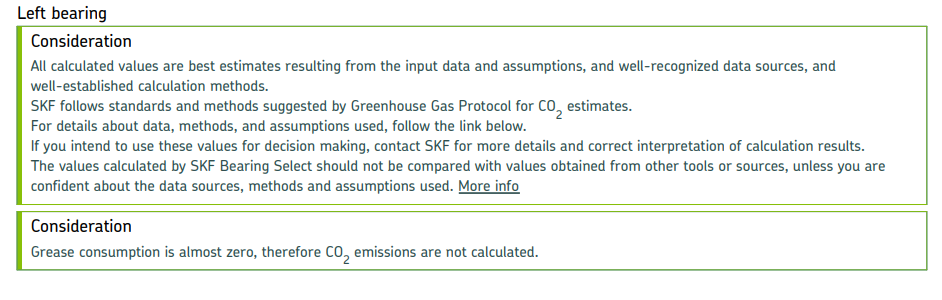 Left bearing
Consideration
All calculated values are best estimates resulting from the input data and assumptions, and well-recognized data sources, and
well-established calculation methods.
SKF follows standards and methods suggested by Greenhouse Gas Protocol for CO₂ estimates.
For details about data, methods, and assumptions used, follow the link below.
If you intend to use these values for decision making, contact SKF for more details and correct interpretation of calculation results.
The values calculated by SKF Bearing Select should not be compared with values obtained from other tools or sources, unless you are
confident about the data sources, methods and assumptions used. More info
Consideration
Grease consumption is almost zero, therefore CO₂ emissions are not calculated.